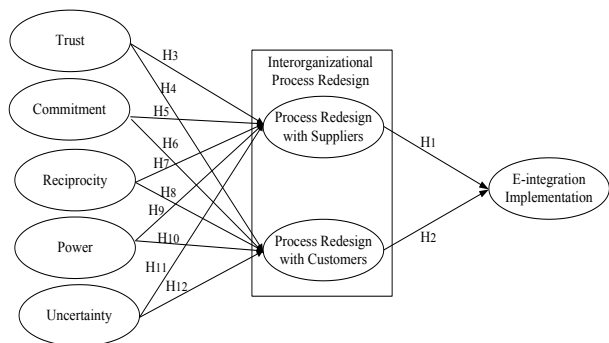 Trust
Commitment
Reciprocity
Power
Uncertainty
H3
H4
H5
H6
H7
H8
H9
H10
H11
H12
Interorganizational
Process Redesign
Process Redesign
with Suppliers
Process Redesign
with Customers
H1
H2
E-integration
Implementation